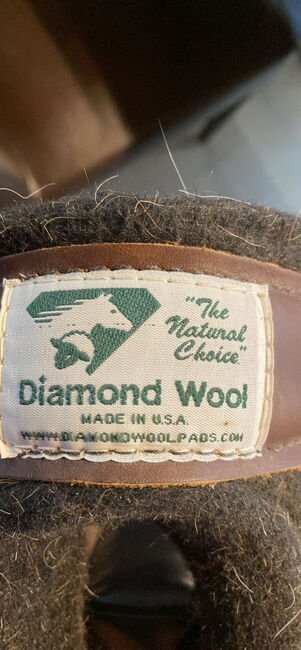 "The
Natural
Choice"
Diamond Wool
MADE IN U.S.A.
WWW.DIAMONDWOOLPADS.COM